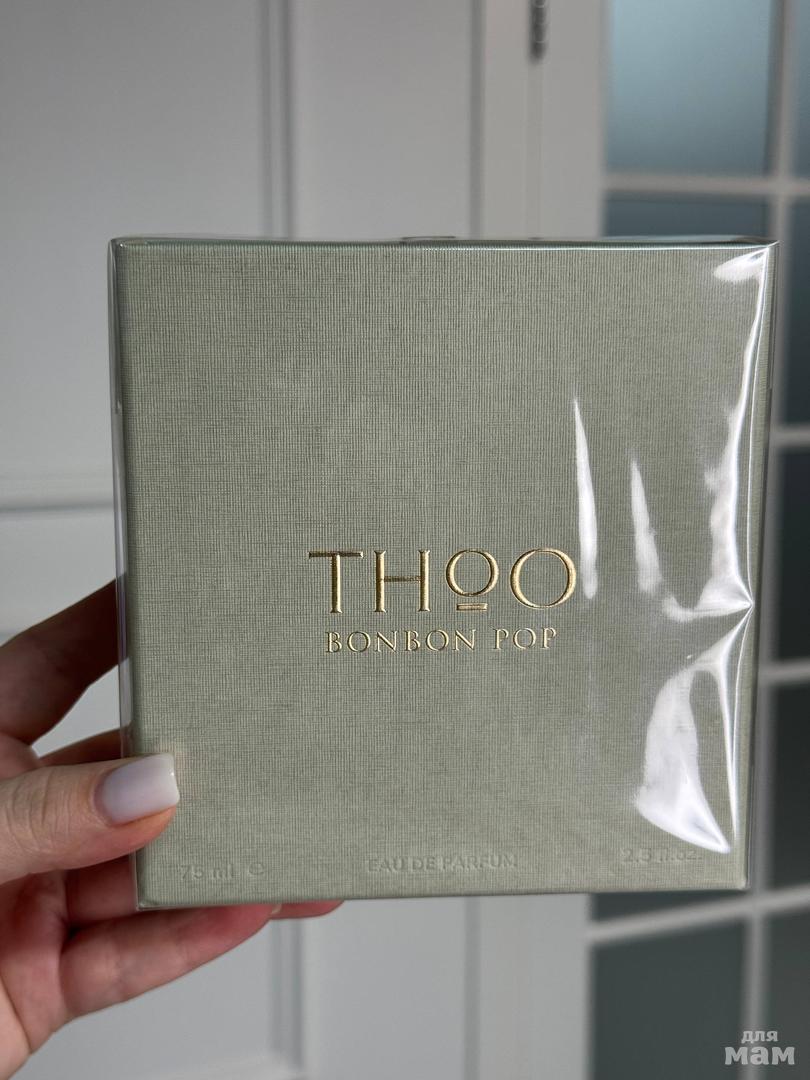 THOO
BONBON POP
75 ml e
EAU DE PARFUM
2.5 fl.oz.
для
мам